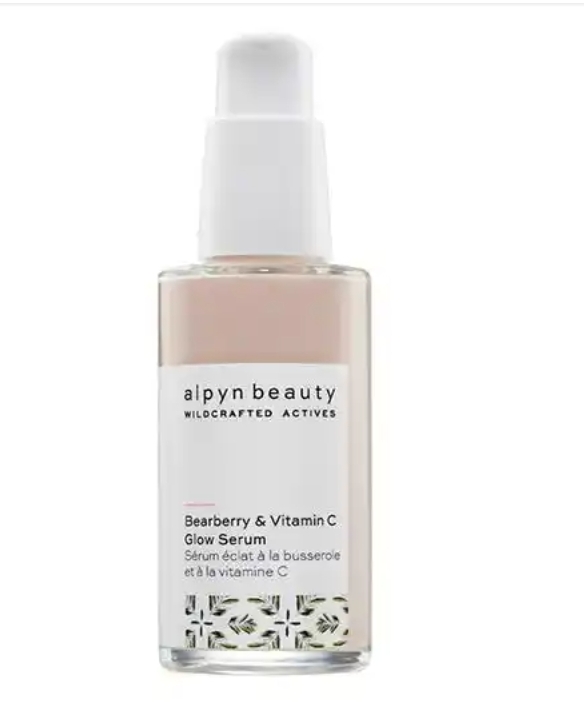 alpyn beauty
WILDCRAFTED ACTIVES
Bearberry & Vitamin C
Glow Serum
Sérum éclat à la busserole
et à la vitamine C